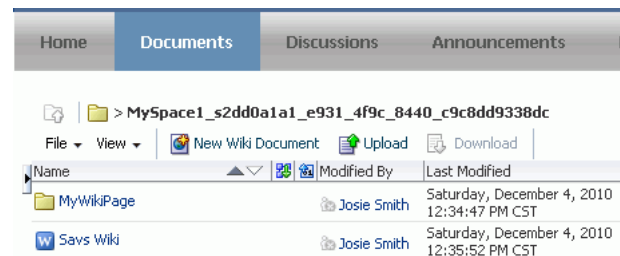 Home Documents Discussions Announcements
> MySpace1_s2dd0a1a1_e931_4f9c_8440_c9c8dd9338dc
File View New Wiki Document Upload Download
Name Modified By Last Modified
MyWikiPage Josie Smith Saturday, December 4, 2010
12:34:47 PM CST
Savs Wiki Josie Smith Saturday, December 4, 2010
12:35:52 PM CST